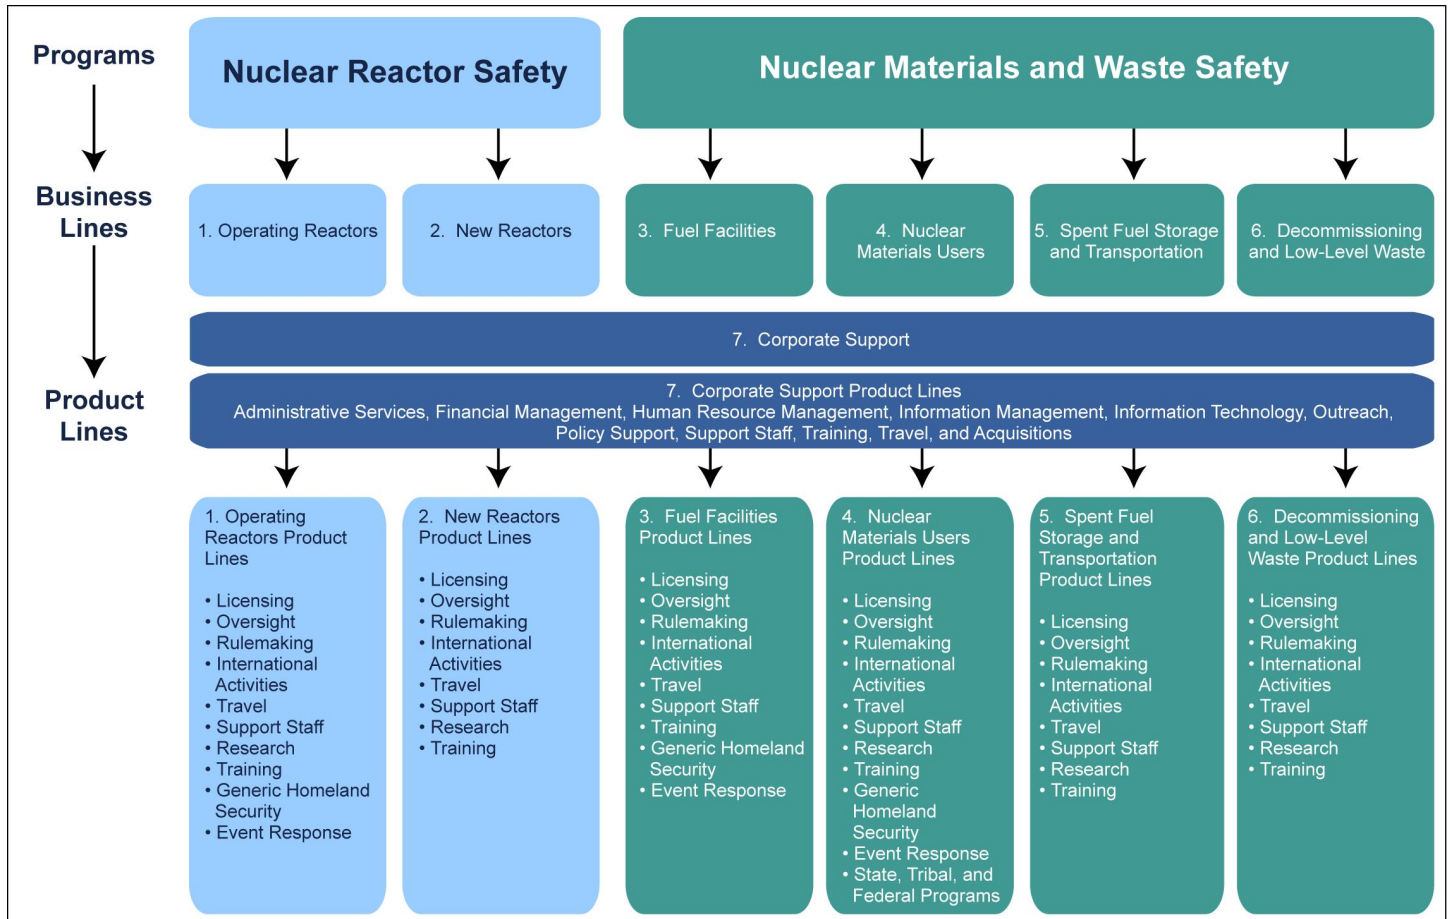 Programs
Nuclear Reactor Safety
Nuclear Materials and Waste Safety
Business
Lines
1. Operating Reactors
2. New Reactors
3. Fuel Facilities
4. Nuclear
Materials Users
5. Spent Fuel Storage
and Transportation
6. Decommissioning
and Low-Level Waste
7. Corporate Support
Product
Lines
7. Corporate Support Product Lines
Administrative Services, Financial Management, Human Resource Management, Information Management, Information Technology, Outreach,
Policy Support, Support Staff, Training, Travel, and Acquisitions
1. Operating
Reactors Product
Lines
• Licensing
• Oversight
• Rulemaking
• International
Activities
• Travel
• Support Staff
• Research
• Training
• Generic Homeland
Security
• Event Response
2. New Reactors
Product Lines
• Licensing
• Oversight
• Rulemaking
• International
Activities
• Travel
• Support Staff
• Research
• Training
3. Fuel Facilities
Product Lines
• Licensing
• Oversight
• Rulemaking
• International
Activities
• Travel
• Support Staff
• Training
• Generic Homeland
Security
• Event Response
4. Nuclear
Materials Users
Product Lines
• Licensing
• Oversight
• Rulemaking
• International
Activities
• Travel
• Support Staff
• Research
• Training
• Generic
Homeland
Security
• Event Response
• State, Tribal, and
Federal Programs
5. Spent Fuel
Storage and
Transportation
Product Lines
• Licensing
• Oversight
• Rulemaking
• International
Activities
• Travel
• Support Staff
• Research
• Training
6. Decommissioning
and Low-Level
Waste Product Lines
• Licensing
• Oversight
• Rulemaking
• International
Activities
• Travel
• Support Staff
• Research
• Training